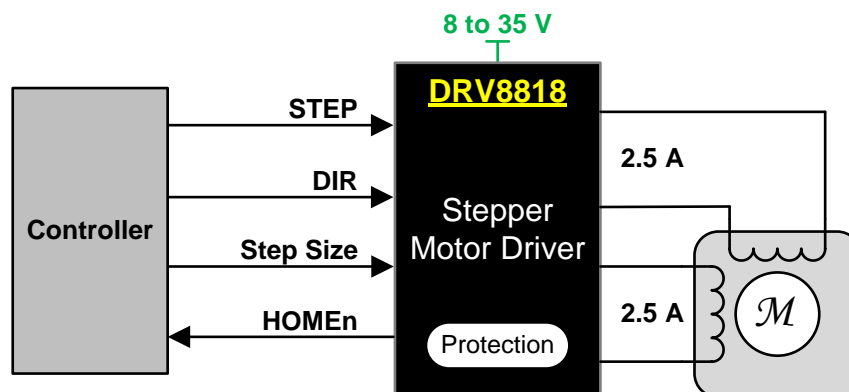 8 to 35 V
DRV8818
STEP
2.5 A
DIR
Controller
Stepper
Motor Driver
Step Size
HOMEn
2.5 A
M
Protection